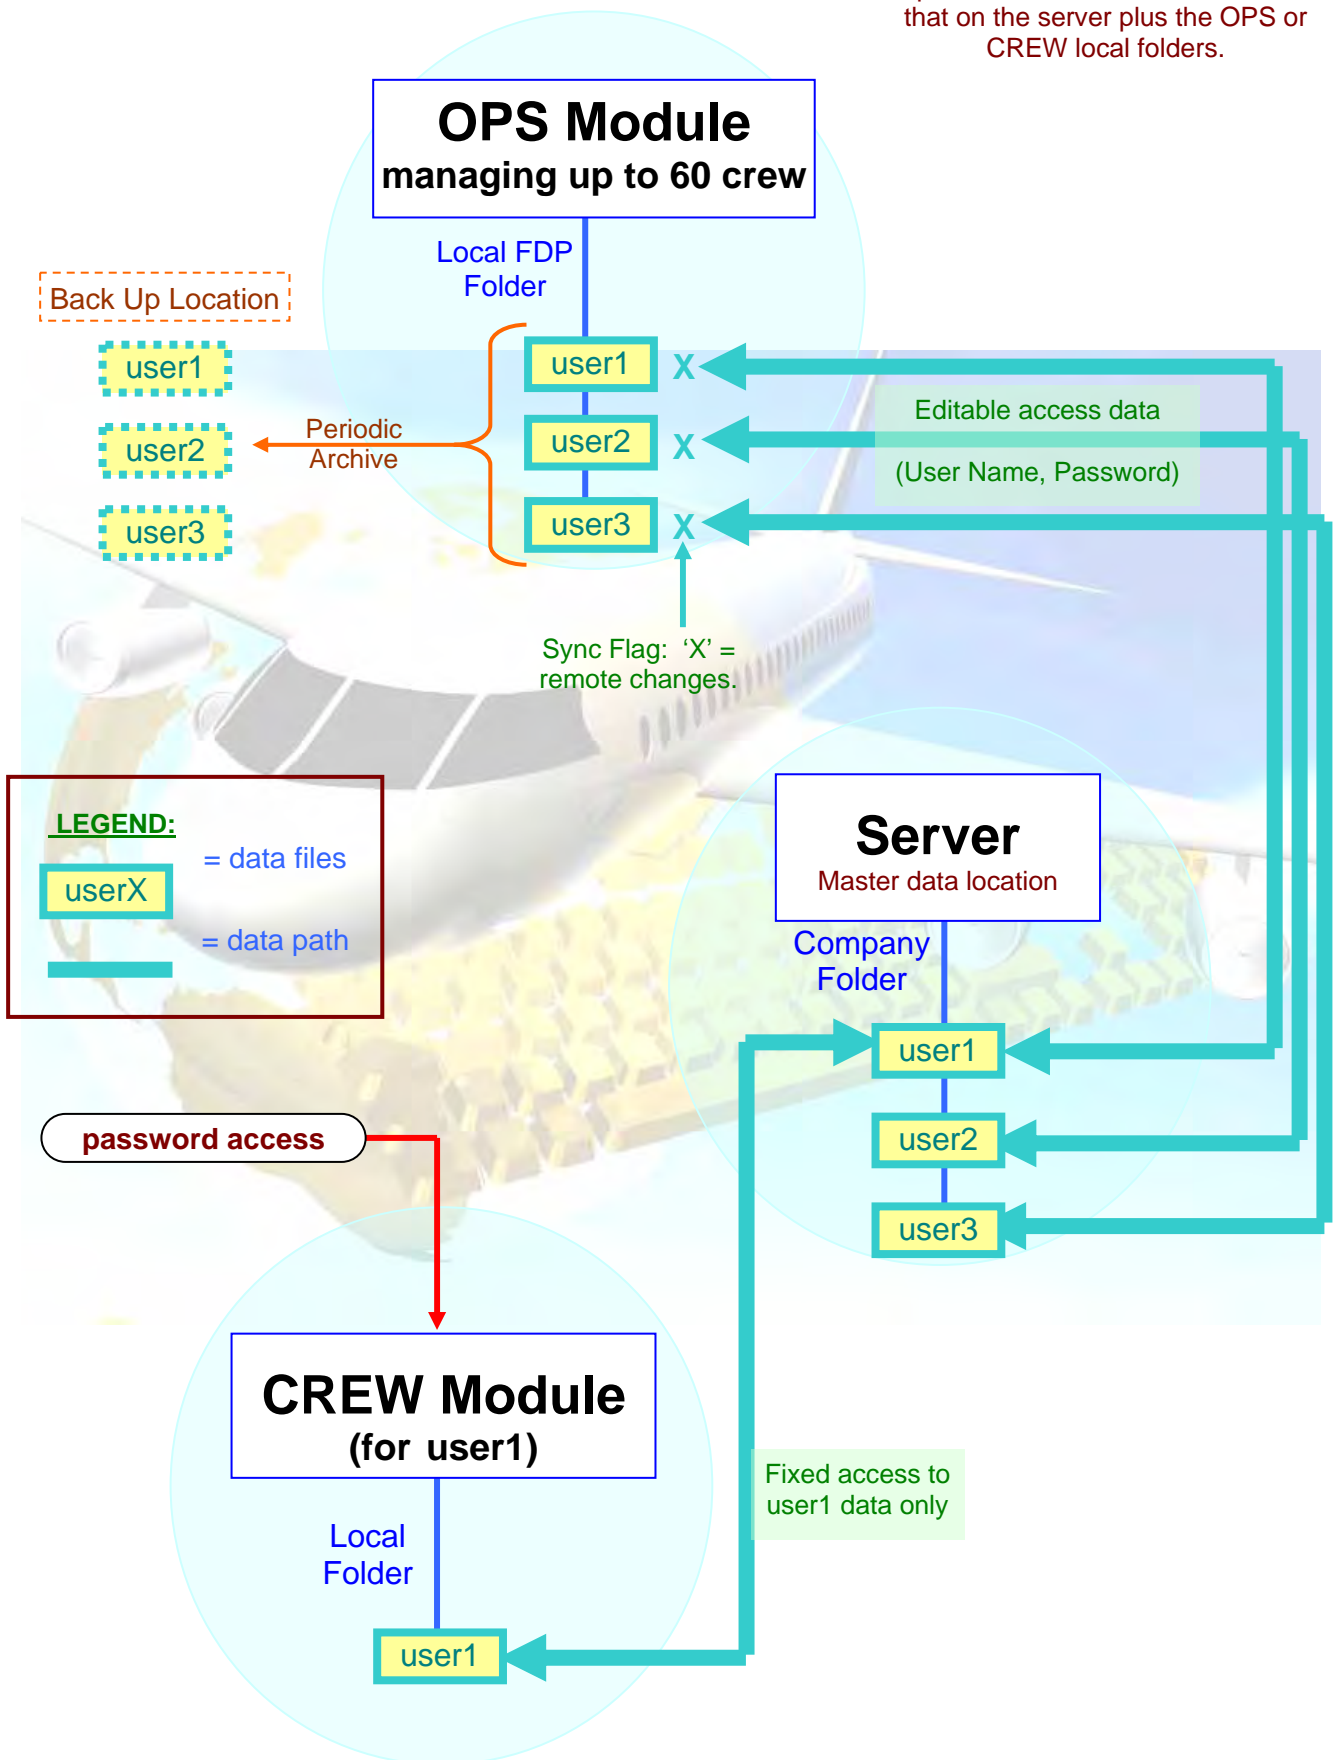 that on the server plus the OPS or
CREW local folders.
OPS Module
managing up to 60 crew
Local FDP
Folder
Back Up Location
user1
user2
user3
Periodic
Archive
user1
X
user2
X
user3
X
Editable access data
(User Name, Password)
Sync Flag:  ‘X’ =
remote changes.
LEGEND:
= data files
userX
= data path
Server
Master data location
Company
Folder
user1
user2
user3
password access
CREW Module
(for user1)
Local
Folder
user1
Fixed access to
user1 data only